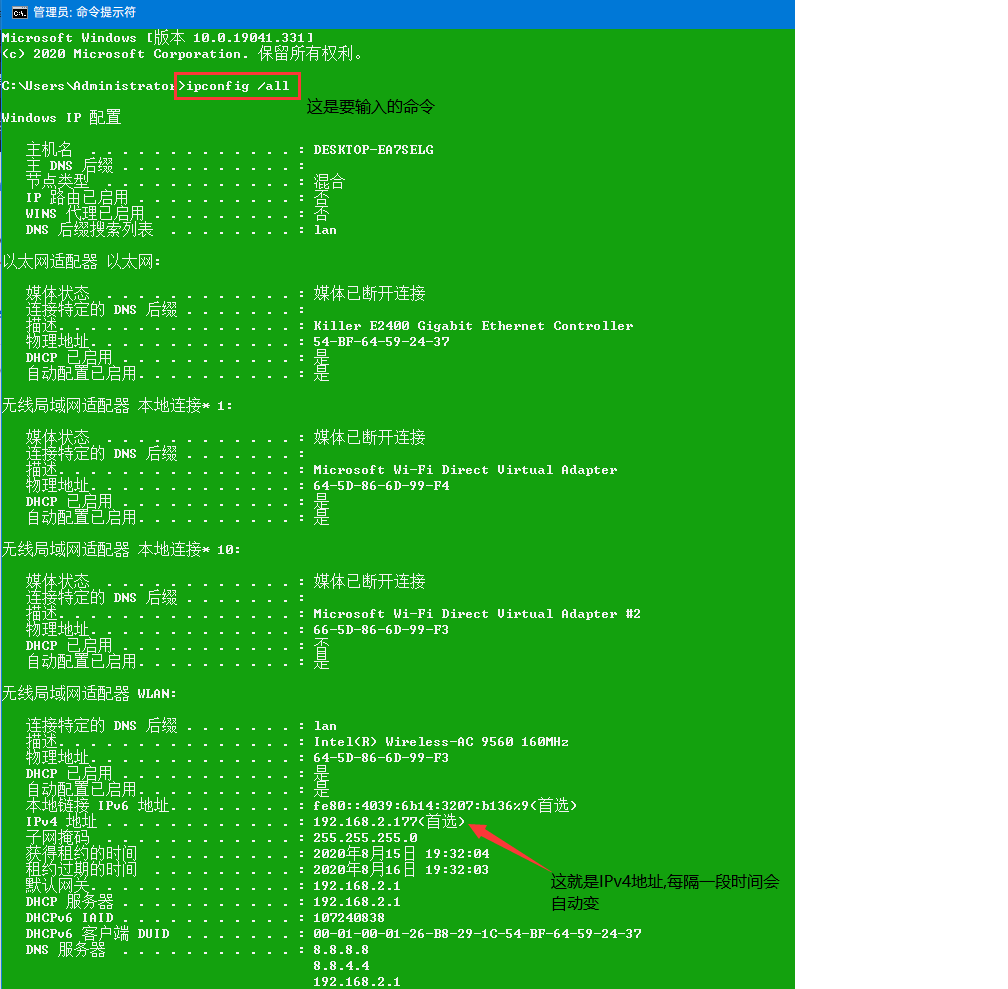 管理员: 命令提示符
Microsoft Windows [版本 10.0.19041.331]
(c) 2020 Microsoft Corporation. 保留所有权利。
C:\Users\Administrator>ipconfig /all
这是要输入的命令
Windows IP 配置
主机名 . . . . . . . . . . . . . : DESKTOP-EA7SELG
主 DNS 后缀 . . . . . . . . . . . :
节点类型 . . . . . . . . . . . . : 混合
IP 路由已启用 . . . . . . . . . . : 否
WINS 代理已启用 . . . . . . . . . : 否
DNS 后缀搜索列表 . . . . . . . . : lan
以太网适配器 以太网:
媒体状态 . . . . . . . . . . . . : 媒体已断开连接
连接特定的 DNS 后缀 . . . . . . . :
描述. . . . . . . . . . . . . . . : Killer E2400 Gigabit Ethernet Controller
物理地址. . . . . . . . . . . . . : 54-BF-64-59-24-37
DHCP 已启用 . . . . . . . . . . . : 是
自动配置已启用. . . . . . . . . . : 是
无线局域网适配器 本地连接* 1:
媒体状态 . . . . . . . . . . . . : 媒体已断开连接
连接特定的 DNS 后缀 . . . . . . . :
描述. . . . . . . . . . . . . . . : Microsoft Wi-Fi Direct Virtual Adapter
物理地址. . . . . . . . . . . . . : 64-5D-86-6D-99-F4
DHCP 已启用 . . . . . . . . . . . : 是
自动配置已启用. . . . . . . . . . : 是
无线局域网适配器 本地连接* 10:
媒体状态 . . . . . . . . . . . . : 媒体已断开连接
连接特定的 DNS 后缀 . . . . . . . :
描述. . . . . . . . . . . . . . . : Microsoft Wi-Fi Direct Virtual Adapter #2
物理地址. . . . . . . . . . . . . : 66-5D-86-6D-99-F3
DHCP 已启用 . . . . . . . . . . . : 否
自动配置已启用. . . . . . . . . . : 是
无线局域网适配器 WLAN:
连接特定的 DNS 后缀 . . . . . . . : lan
描述. . . . . . . . . . . . . . . : Intel(R) Wireless-AC 9560 160MHz
物理地址. . . . . . . . . . . . . : 64-5D-86-6D-99-F3
DHCP 已启用 . . . . . . . . . . . : 是
自动配置已启用. . . . . . . . . . : 是
本地链接 IPv6 地址. . . . . . . . : fe80::4039:6b14:3207:b136%9(首选)
IPv4 地址 . . . . . . . . . . . . : 192.168.2.177(首选)
子网掩码 . . . . . . . . . . . . : 255.255.255.0
获得租约的时间 . . . . . . . . . : 2020年8月15日 19:32:04
租约过期的时间 . . . . . . . . . : 2020年8月16日 19:32:03
默认网关. . . . . . . . . . . . . : 192.168.2.1
DHCP 服务器 . . . . . . . . . . . : 192.168.2.1
DHCPv6 IAID . . . . . . . . . . . : 107240838
DHCPv6 客户端 DUID . . . . . . . : 00-01-00-01-26-B8-29-1C-54-BF-64-59-24-37
DNS 服务器 . . . . . . . . . . . : 8.8.8.8
8.8.4.4
192.168.2.1
这就是IPv4地址,每隔一段时间会
自动变